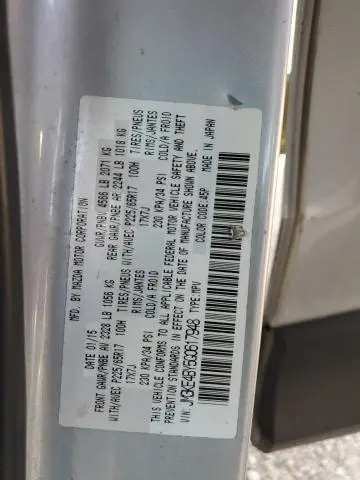 MFD. BY MAZDA MOTOR CORPORATION
DATE 01/15 GVWR/PNBV 4566 LB 2071 KG
FRONT GAWR/PNBE AV 2328 LB 1056 KG REAR GAWR/PNBE AR 2244 LB 1018 KG
WITH/AVEC P225/65R17 100H TIRES/PNEUS WITH/AVEC P225/65R17 100H TIRES/PNEUS
17X7J RIMS/JANTES 17X7J RIMS/JANTES
230 KPA/34 PSI COLD/A FROID 230 KPA/34 PSI COLD/A FROID
THIS VEHICLE CONFORMS TO ALL APPLICABLE FEDERAL MOTOR VEHICLE SAFETY AND THEFT
PREVENTION STANDARDS IN EFFECT ON THE DATE OF MANUFACTURE SHOWN ABOVE.
VIN: TYPE:MPV COLOR CODE:45P MADE IN JAPAN